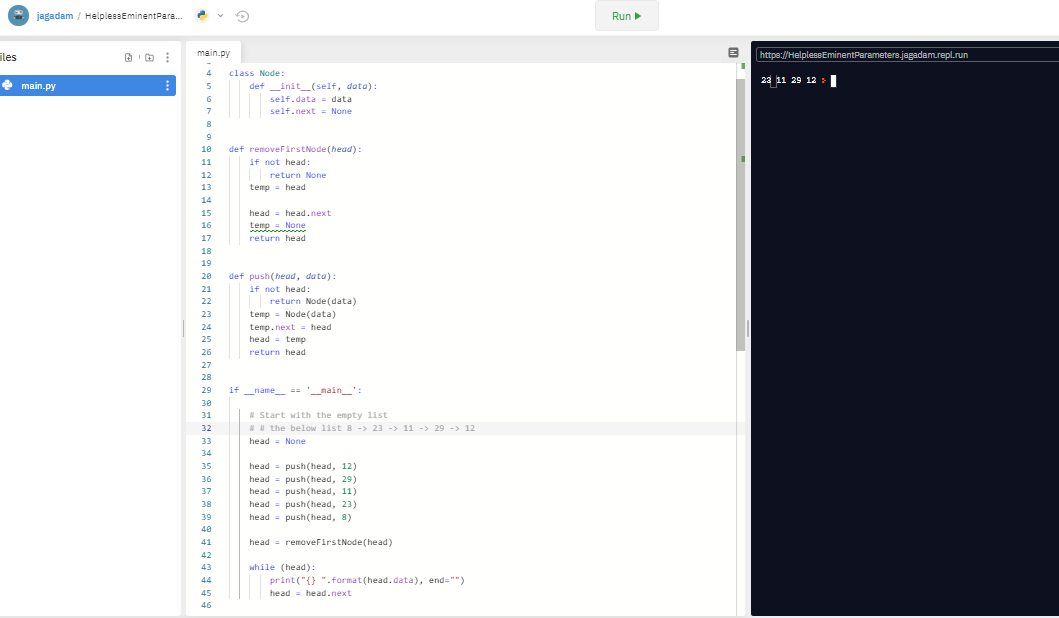 jagadam / HelplessEminentPara...
Run
iles
main.py
main.py
4 class Node:
5 def __init__(self, data):
6 self.data = data
7 self.next = None
8
9
10 def removeFirstNode(head):
11 if not head:
12 return None
13 temp = head
14
15 head = head.next
16 temp = None
17 return head
18
19
20 def push(head, data):
21 if not head:
22 return Node(data)
23 temp = Node(data)
24 temp.next = head
25 head = temp
26 return head
27
28
29 if __name__ == '__main__':
30
31 # Start with the empty list
32 # # the below list 8 -> 23 -> 11 -> 29 -> 12
33 head = None
34
35 head = push(head, 12)
36 head = push(head, 29)
37 head = push(head, 11)
38 head = push(head, 23)
39 head = push(head, 8)
40
41 head = removeFirstNode(head)
42
43 while (head):
44 print("{} ".format(head.data), end="")
45 head = head.next
46
https://HelplessEminentParameters.jagadam.repl.run
23 11 29 12 >